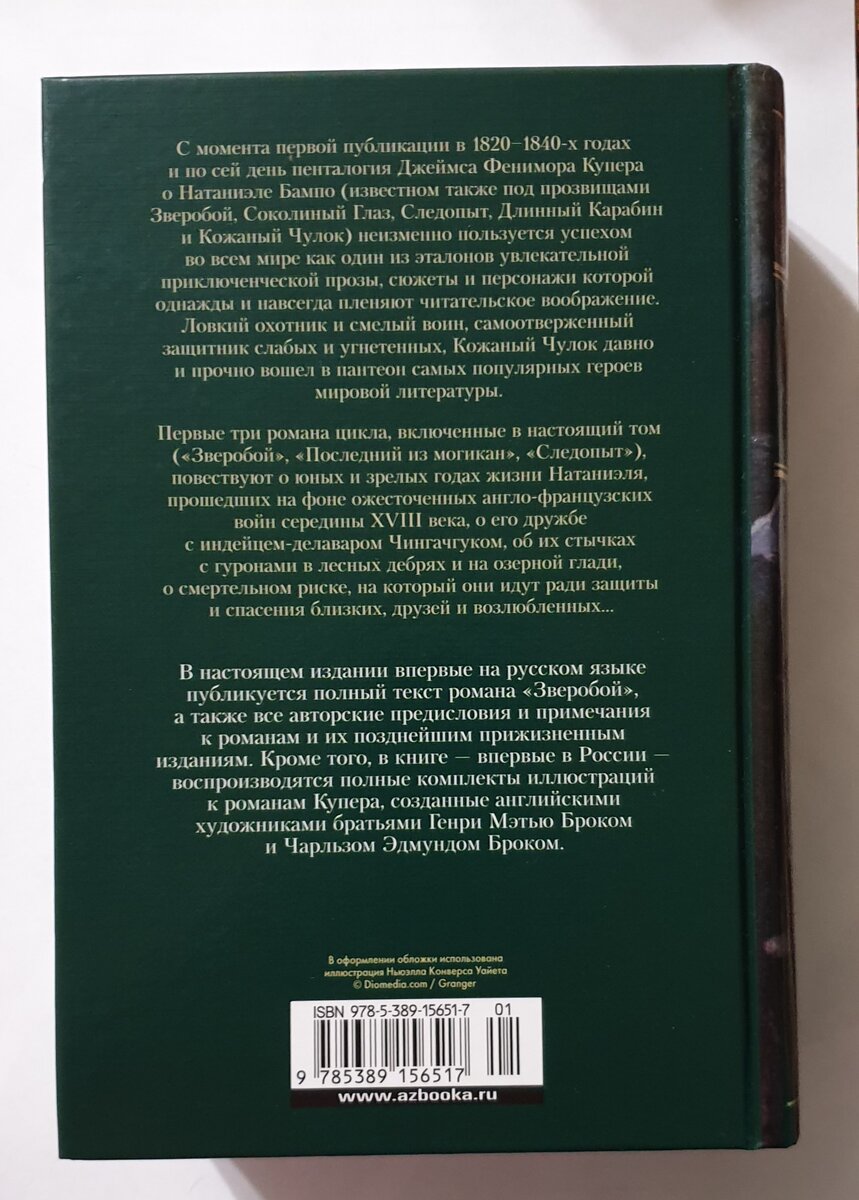 С момента первой публикации в 1820–1840-х годах
и по сей день пенталогия Джеймса Фенимора Купера
о Натаниэле Бампо (известном также под прозвищами
Зверобой, Соколиный Глаз, Следопыт, Длинный Карабин
и Кожаный Чулок) неизменно пользуется успехом
во всем мире как один из эталонов увлекательной
приключенческой прозы, сюжеты и персонажи которой
однажды и навсегда пленяют читательское воображение.
Ловкий охотник и смелый воин, самоотверженный
защитник слабых и угнетенных, Кожаный Чулок давно
и прочно вошел в пантеон самых популярных героев
мировой литературы.
Первые три романа цикла, включенные в настоящий том
(«Зверобой», «Последний из могикан», «Следопыт»),
повествуют о юных и зрелых годах жизни Натаниэля,
прошедших на фоне ожесточенных англо-французских
войн середины XVIII века, о его дружбе
с индейцем-делаваром Чингачгуком, об их стычках
с гуронами в лесных дебрях и на озерной глади,
о смертельном риске, на который они идут ради защиты
и спасения близких, друзей и возлюбленных...
В настоящем издании впервые на русском языке
публикуется полный текст романа «Зверобой»,
а также все авторские предисловия и примечания
к романам и их позднейшим прижизненным
изданиям. Кроме того, в книге — впервые в России —
воспроизводятся полные комплекты иллюстраций
к романам Купера, созданные английскими
художниками братьями Генри Мэтью Броком
и Чарльзом Эдмундом Броком.
В оформлении обложки использована
иллюстрация Ньюэлла Конверса Уайета
© Diomedia.com / Granger
ISBN 978-5-389-15651-7 01
9 785389 156517
www.azbooka.ru